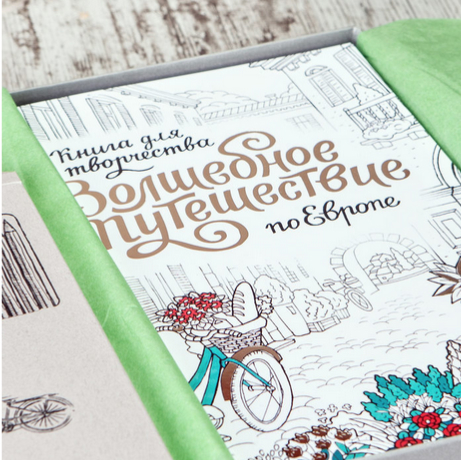 Книга для
творчества
Волшебное
путешествие
по Европе